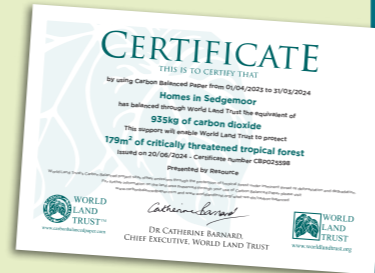 CERTIFICATE
THIS IS TO CERTIFY THAT
by using Carbon Balanced Paper from 01/04/2023 to 31/03/2024
Homes in Sedgemoor
has balanced through World Land Trust the equivalent of
935kg of carbon dioxide
This support will enable World Land Trust to protect
179m² of critically threatened tropical forest
Issued on 20/06/2024 - Certificate number CBP025598
Presented by Resource
WORLD
LAND
TRUST™
www.carbonbalancedpaper.com
Catherine Barnard
DR CATHERINE BARNARD,
CHIEF EXECUTIVE, WORLD LAND TRUST
WORLD
LAND
TRUST
www.worldlandtrust.org